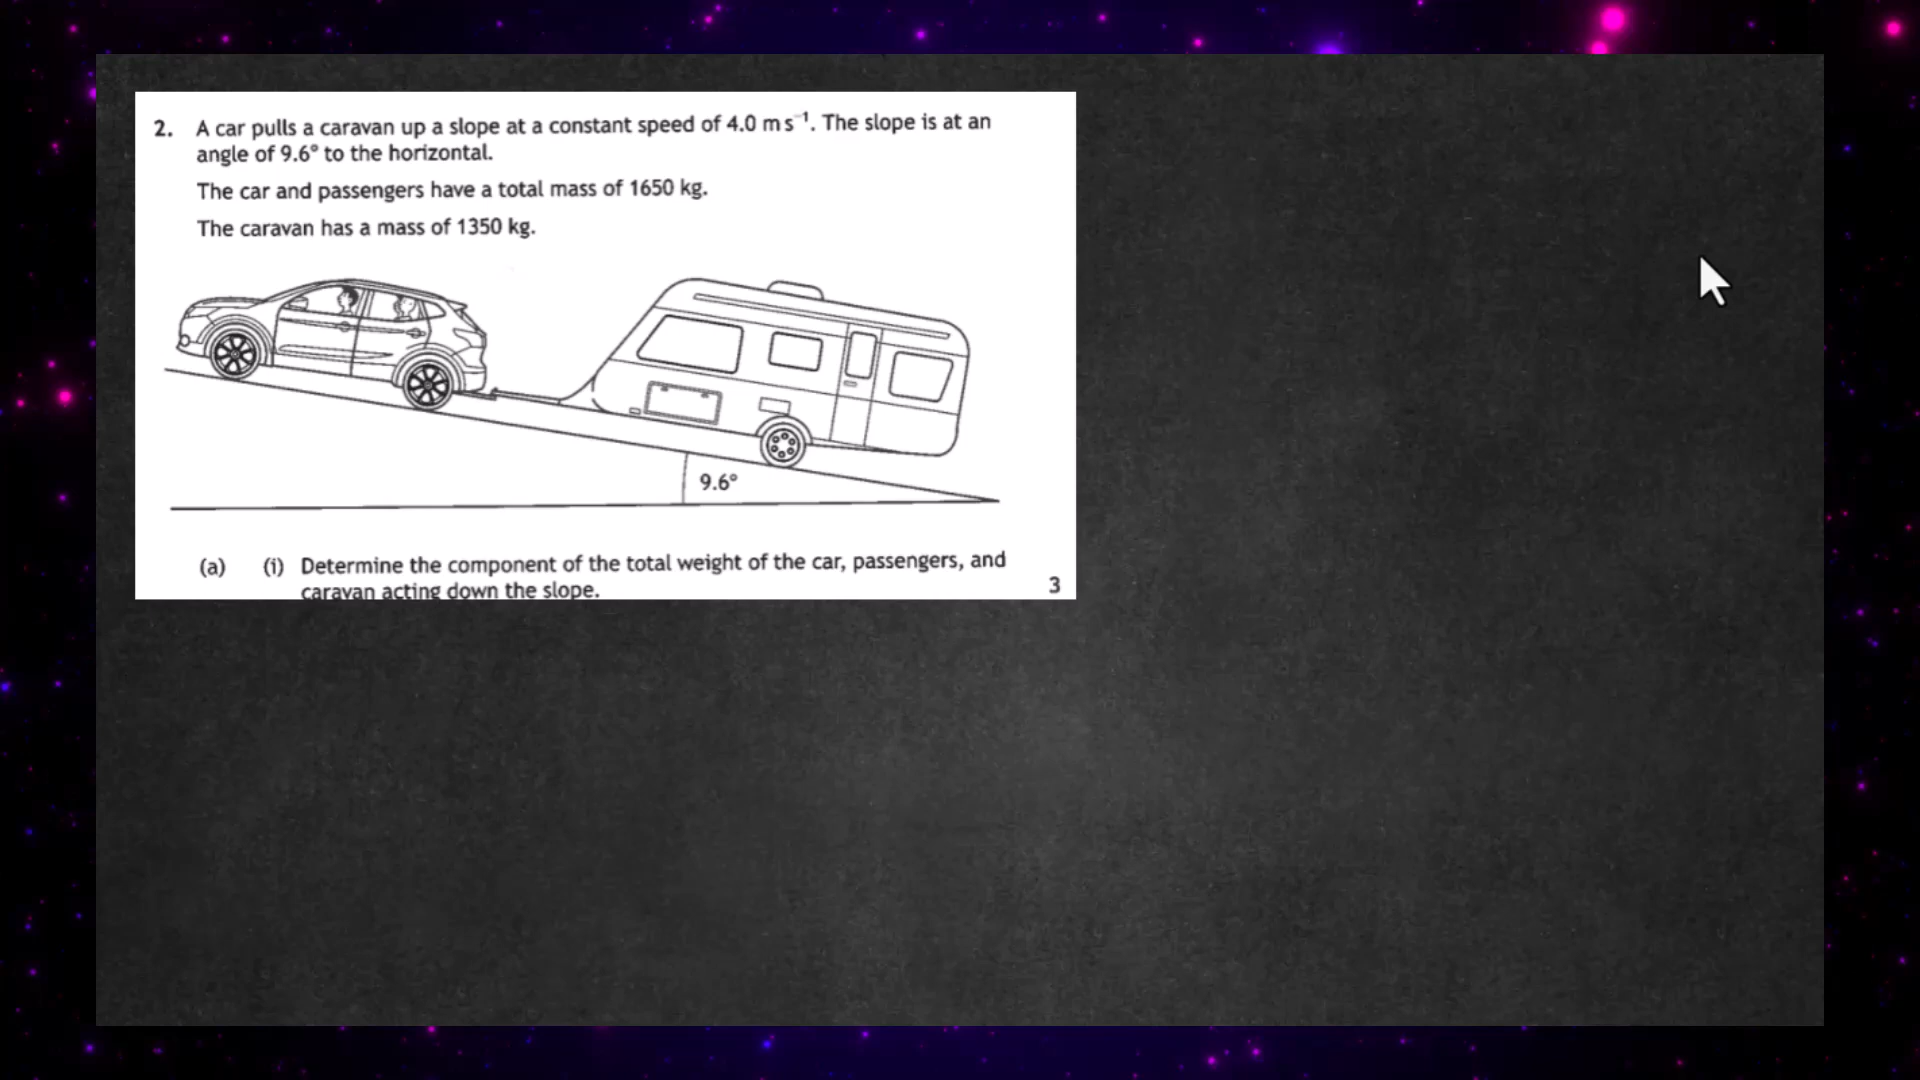 2. A car pulls a caravan up a slope at a constant speed of 4.0 m s⁻¹. The slope is at an
angle of 9.6° to the horizontal.
The car and passengers have a total mass of 1650 kg.
The caravan has a mass of 1350 kg.
9.6°
(a) (i) Determine the component of the total weight of the car, passengers, and
caravan acting down the slope.
3